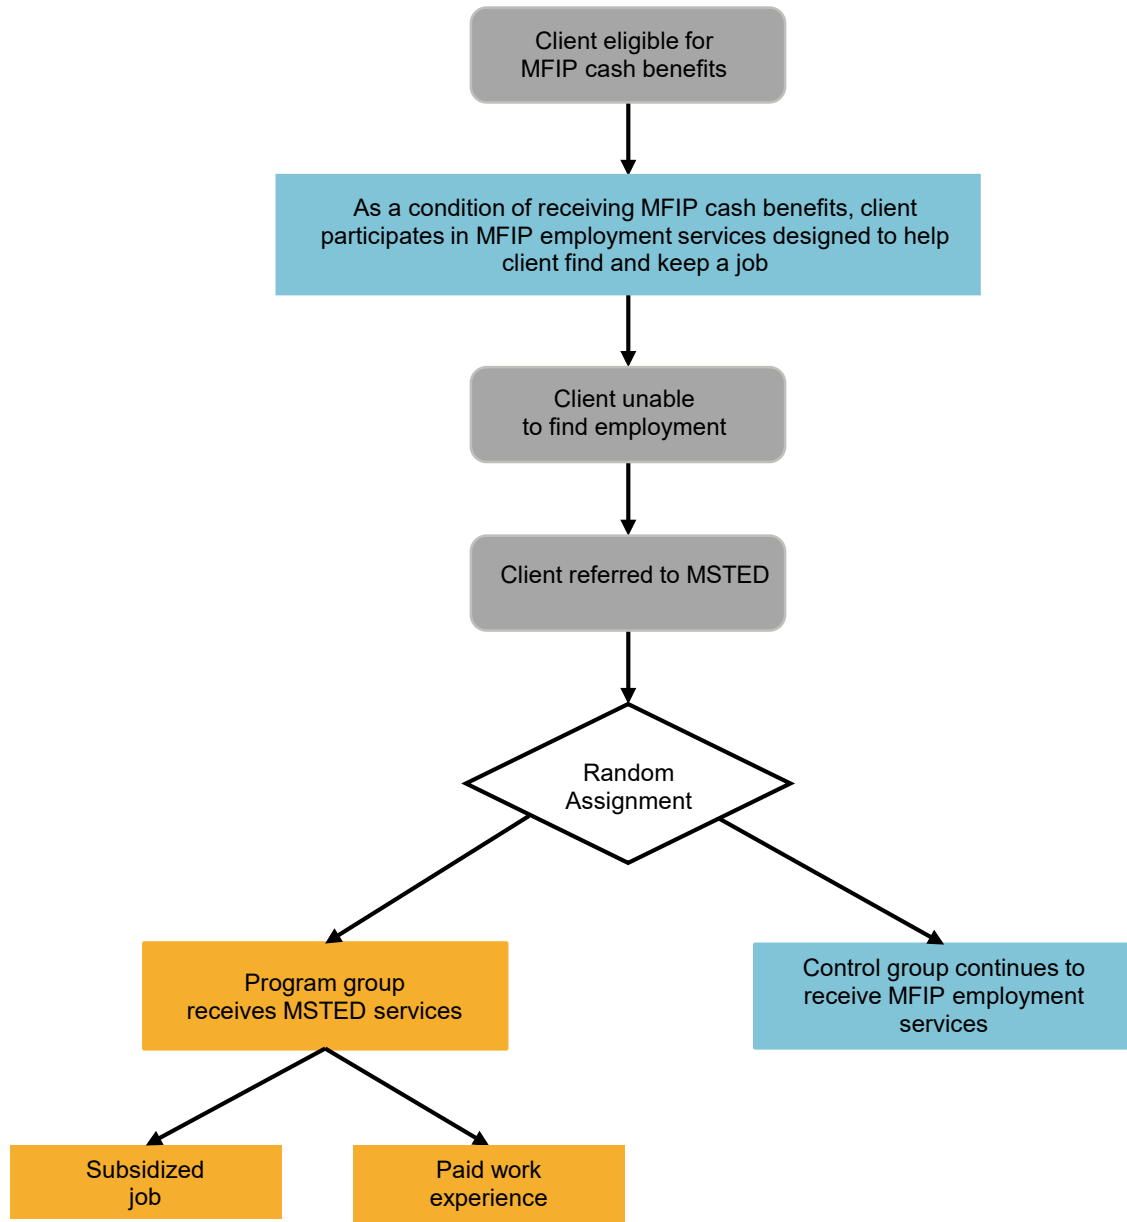 Client eligible for
MFIP cash benefits
As a condition of receiving MFIP cash benefits, client
participates in MFIP employment services designed to help
client find and keep a job
Client unable
to find employment
Client referred to MSTED
Random
Assignment
Program group
receives MSTED services
Control group continues to
receive MFIP employment
services
Subsidized
job
Paid work
experience